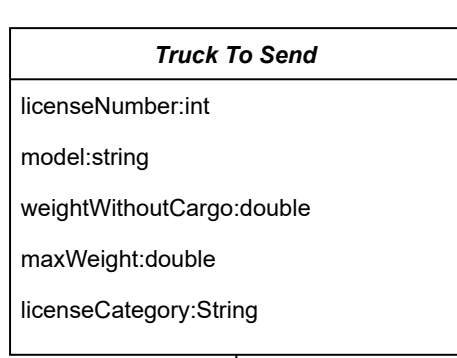 Truck To Send
licenseNumber:int
model:string
weightWithoutCargo:double
maxWeight:double
licenseCategory:String